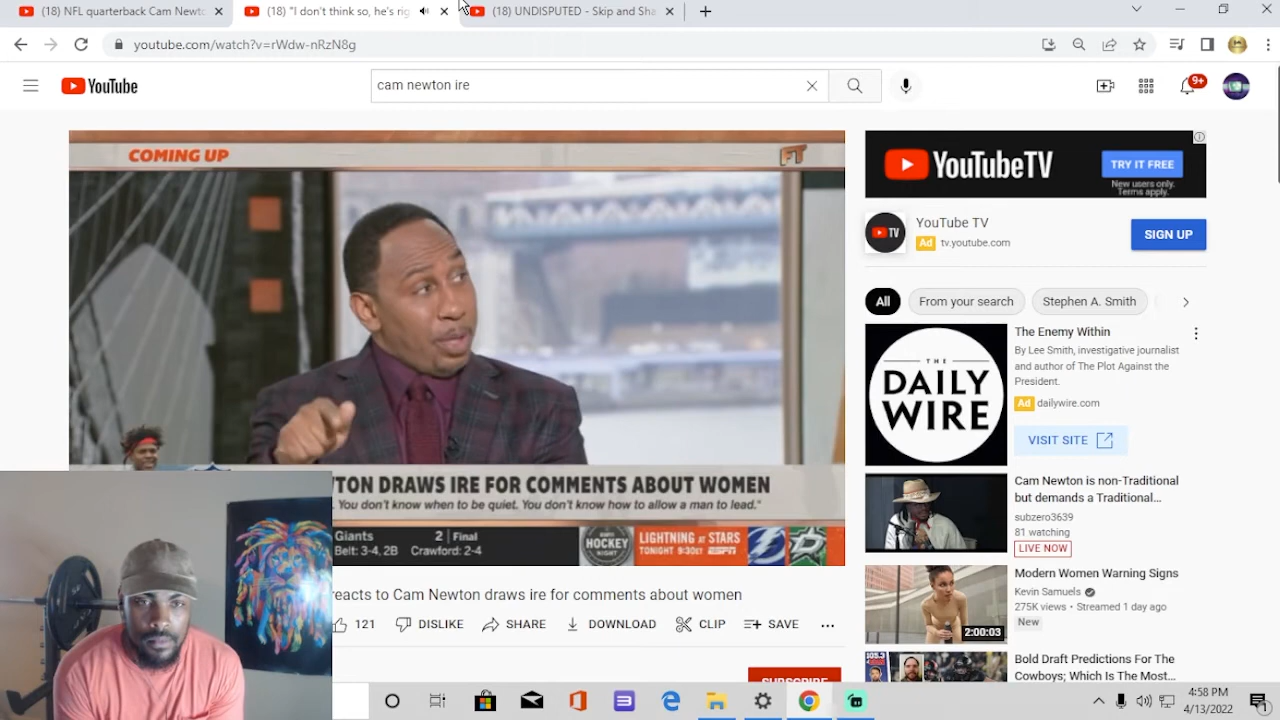 (18) NFL quarterback Cam Newto
(18) "I don't think so, he's rig
(18) UNDISPUTED - Skip and Sha
youtube.com/watch?v=rWdw-nRzN8g
YouTube
cam newton ire
9+
COMING UP
FT
YouTubeTV
TRY IT FREE
New users only.
Terms apply.
TV
YouTube TV
Ad tv.youtube.com
SIGN UP
All
From your search
Stephen A. Smith
THE
DAILY
WIRE
The Enemy Within
By Lee Smith, investigative journalist
and author of The Plot Against the
President.
Ad dailywire.com
VISIT SITE
TON DRAWS IRE FOR COMMENTS ABOUT WOMEN
. You don't know when to be quiet. You don't know how to allow a man to lead."
Giants 2 Final
Belt: 3-4, 2B Crawford: 2-4
HOCKEY
NIGHT
LIGHTNING AT STARS
TONIGHT 9:30ET ESPN
reacts to Cam Newton draws ire for comments about women
121
DISLIKE
SHARE
DOWNLOAD
CLIP
SAVE
SUBSCRIBE
Cam Newton is non-Traditional
but demands a Traditional...
subzero3639
81 watching
LIVE NOW
Modern Women Warning Signs
Kevin Samuels
275K views • Streamed 1 day ago
New
2:00:03
Bold Draft Predictions For The
Cowboys; Which Is The Most...
4:58 PM
4/13/2022
1